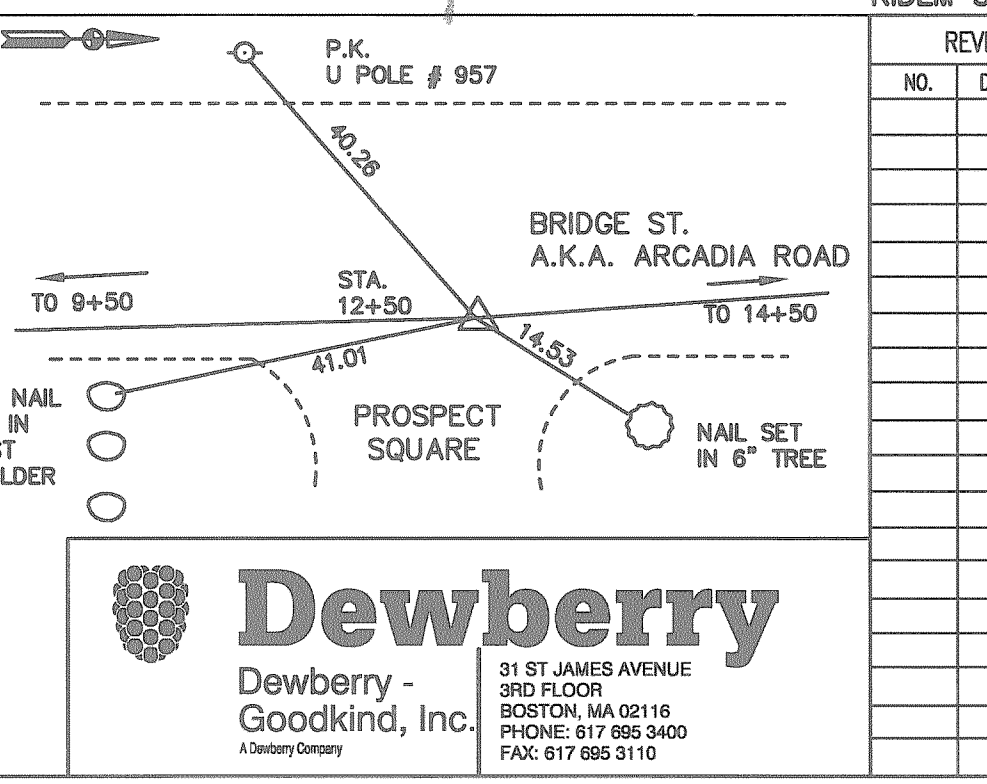 P.K.
U POLE # 957
40.26
BRIDGE ST.
A.K.A. ARCADIA ROAD
STA.
12+50
TO 9+50
TO 14+50
41.01
14.53
NAIL
IN
PROSPECT
SQUARE
NAIL SET
IN 6" TREE
NO.
Dewberry
Dewberry -
Goodkind, Inc.
A Dewberry Company
31 ST JAMES AVENUE
3RD FLOOR
BOSTON, MA 02116
PHONE: 617 695 3400
FAX: 617 695 3110